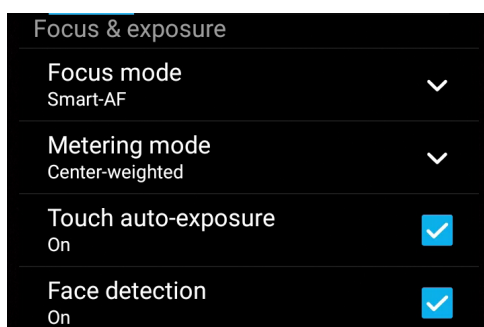 Focus & exposure
Focus mode
Smart-AF
Metering mode
Center-weighted
Touch auto-exposure
On
Face detection
On